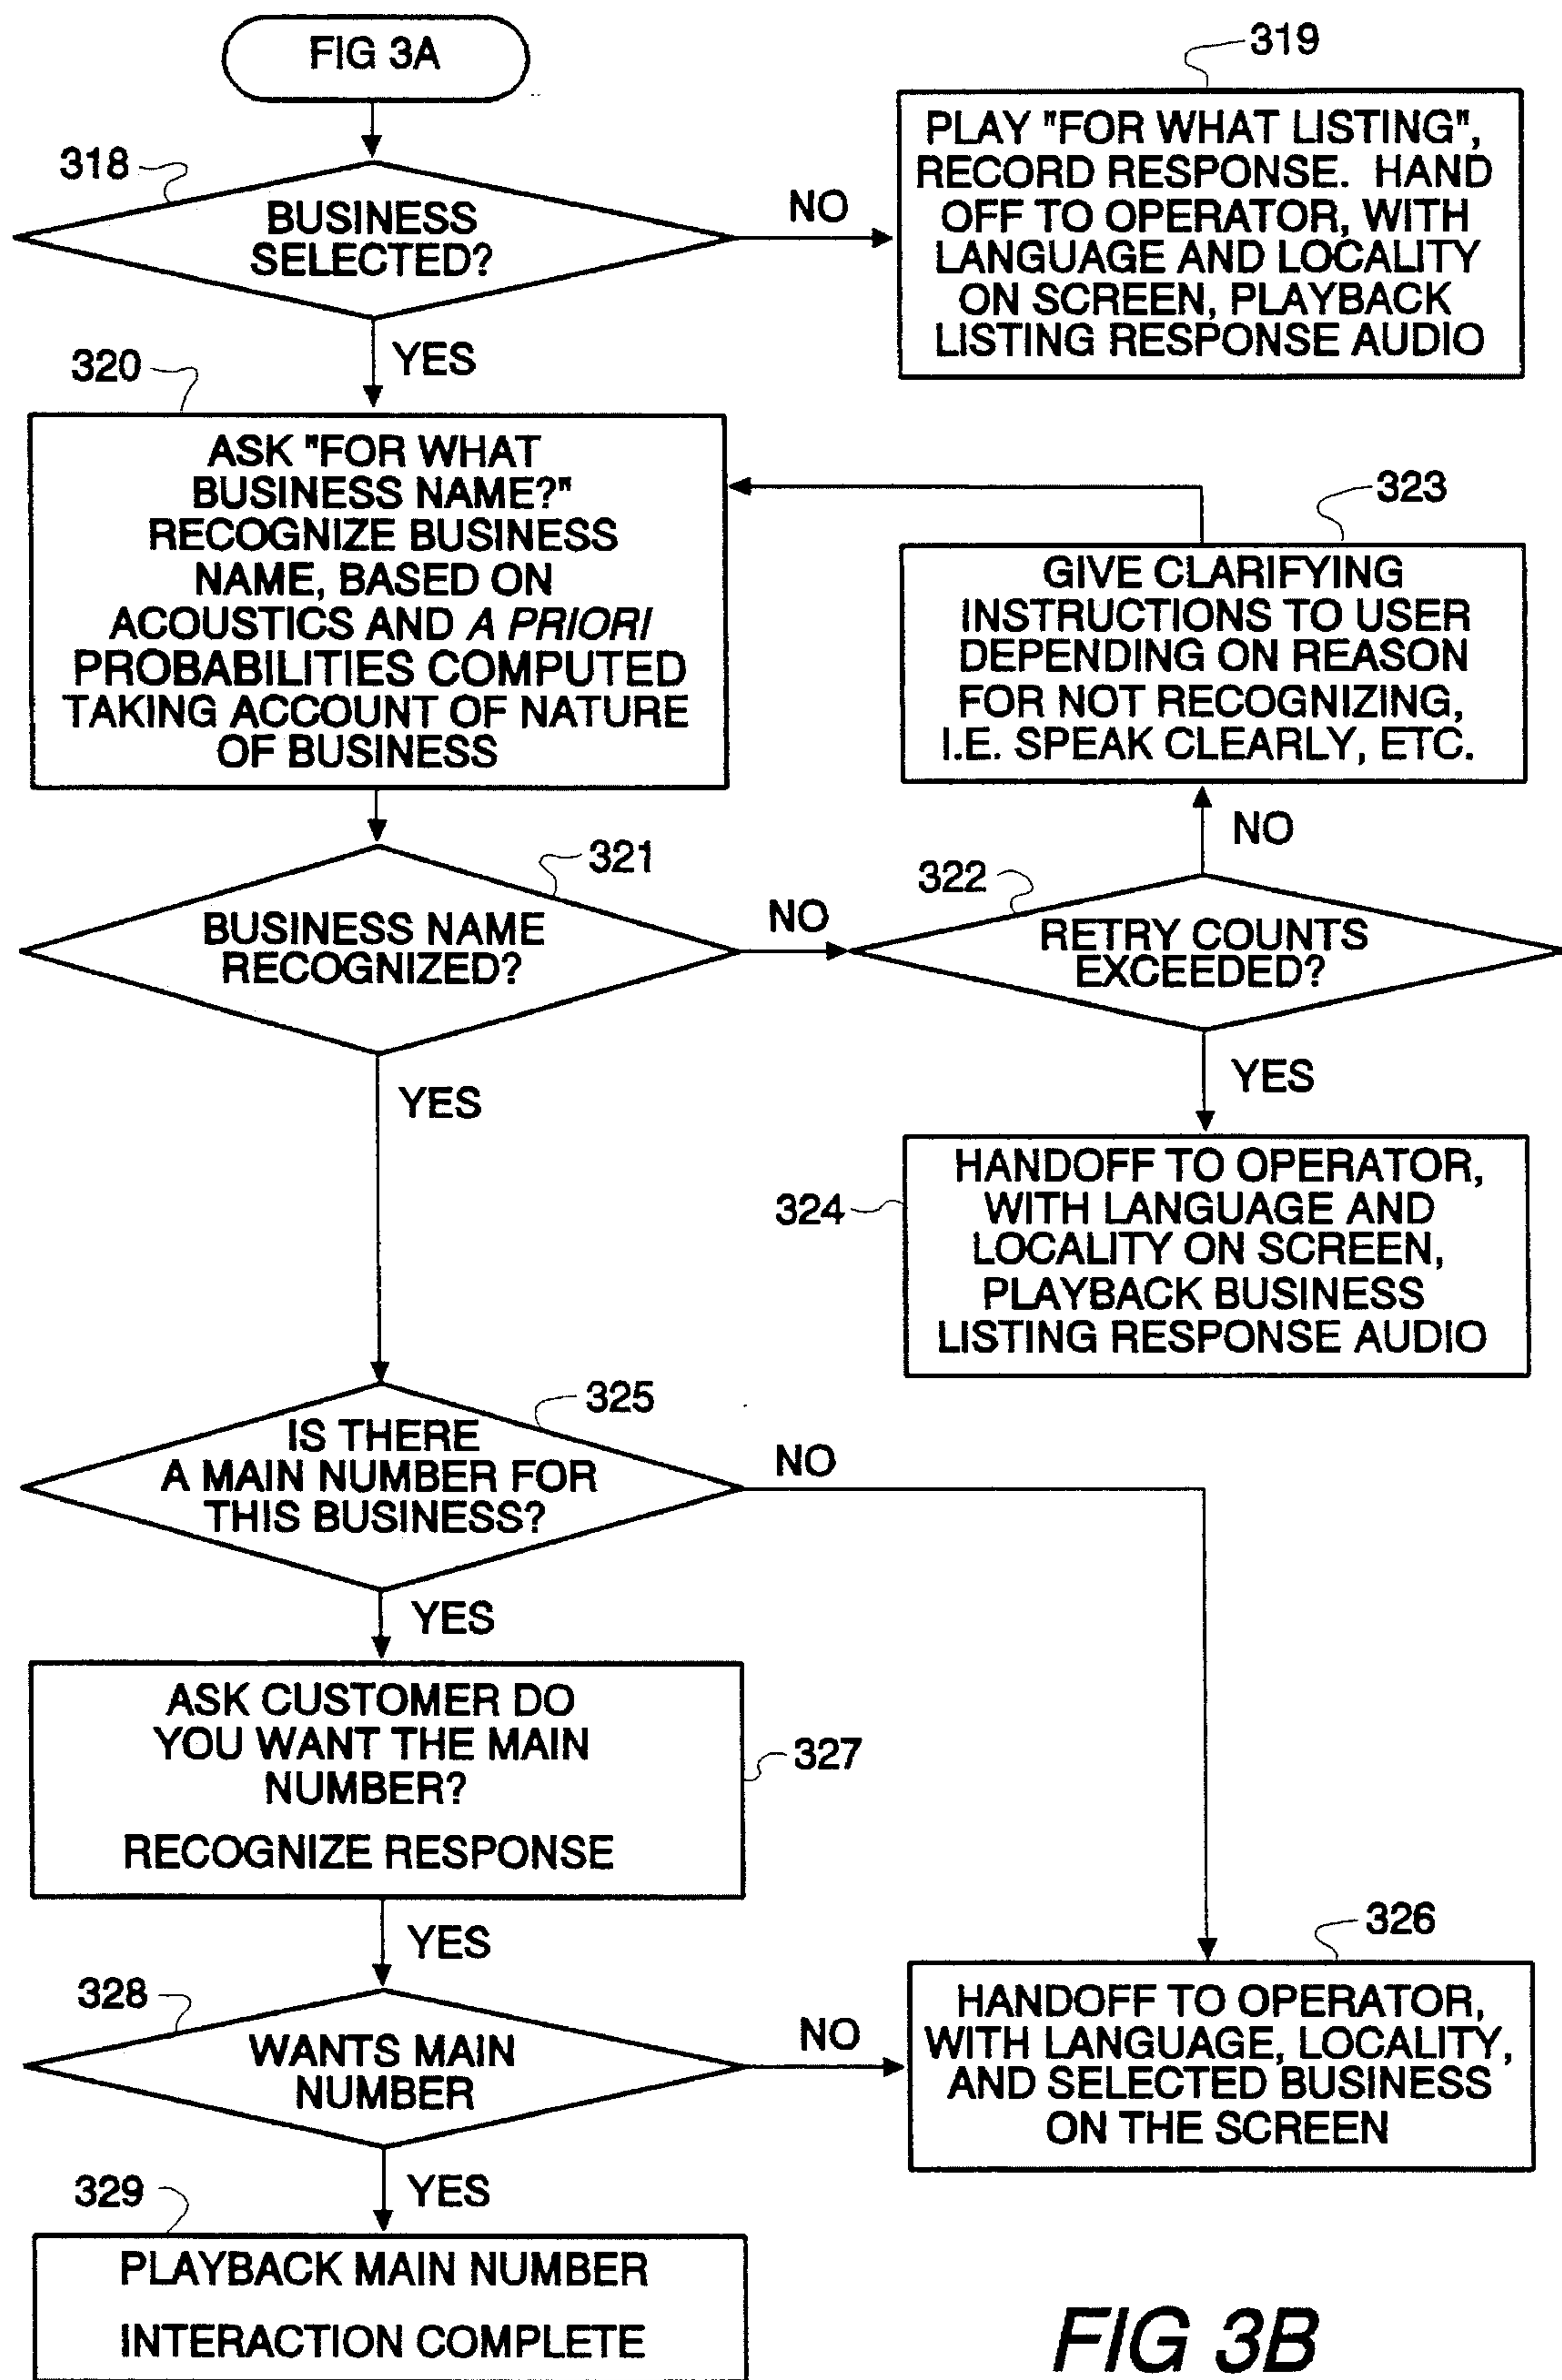 FIG 3A
318
BUSINESS
SELECTED?
NO
319
PLAY "FOR WHAT LISTING",
RECORD RESPONSE. HAND
OFF TO OPERATOR, WITH
LANGUAGE AND LOCALITY
ON SCREEN, PLAYBACK
LISTING RESPONSE AUDIO
YES
320
ASK "FOR WHAT
BUSINESS NAME?"
RECOGNIZE BUSINESS
NAME, BASED ON
ACOUSTICS AND A PRIORI
PROBABILITIES COMPUTED
TAKING ACCOUNT OF NATURE
OF BUSINESS
323
GIVE CLARIFYING
INSTRUCTIONS TO USER
DEPENDING ON REASON
FOR NOT RECOGNIZING,
I.E. SPEAK CLEARLY, ETC.
NO
321
BUSINESS NAME
RECOGNIZED?
NO
322
RETRY COUNTS
EXCEEDED?
YES
YES
324
HANDOFF TO OPERATOR,
WITH LANGUAGE AND
LOCALITY ON SCREEN,
PLAYBACK BUSINESS
LISTING RESPONSE AUDIO
325
IS THERE
A MAIN NUMBER FOR
THIS BUSINESS?
NO
YES
ASK CUSTOMER DO
YOU WANT THE MAIN
NUMBER?
RECOGNIZE RESPONSE
327
YES
328
WANTS MAIN
NUMBER
NO
326
HANDOFF TO OPERATOR,
WITH LANGUAGE, LOCALITY,
AND SELECTED BUSINESS
ON THE SCREEN
YES
329
PLAYBACK MAIN NUMBER
INTERACTION COMPLETE
FIG 3B